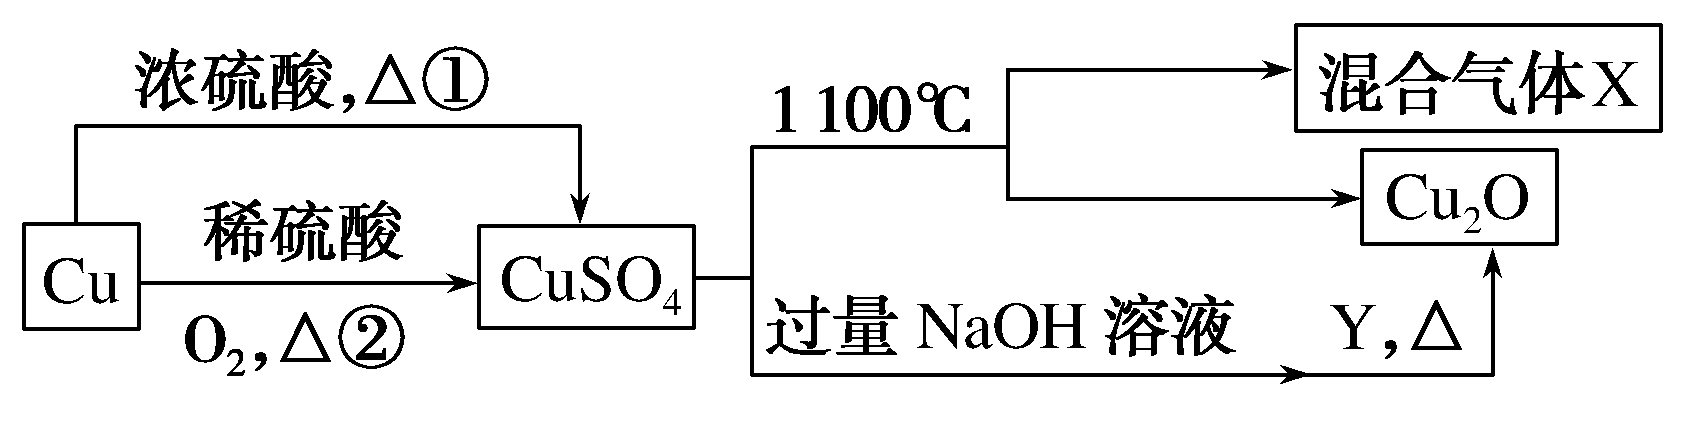 浓硫酸,△①
1 100℃
混合气体X
Cu
稀硫酸
O₂,△②
CuSO₄
Cu₂O
过量 NaOH 溶液
Y,△